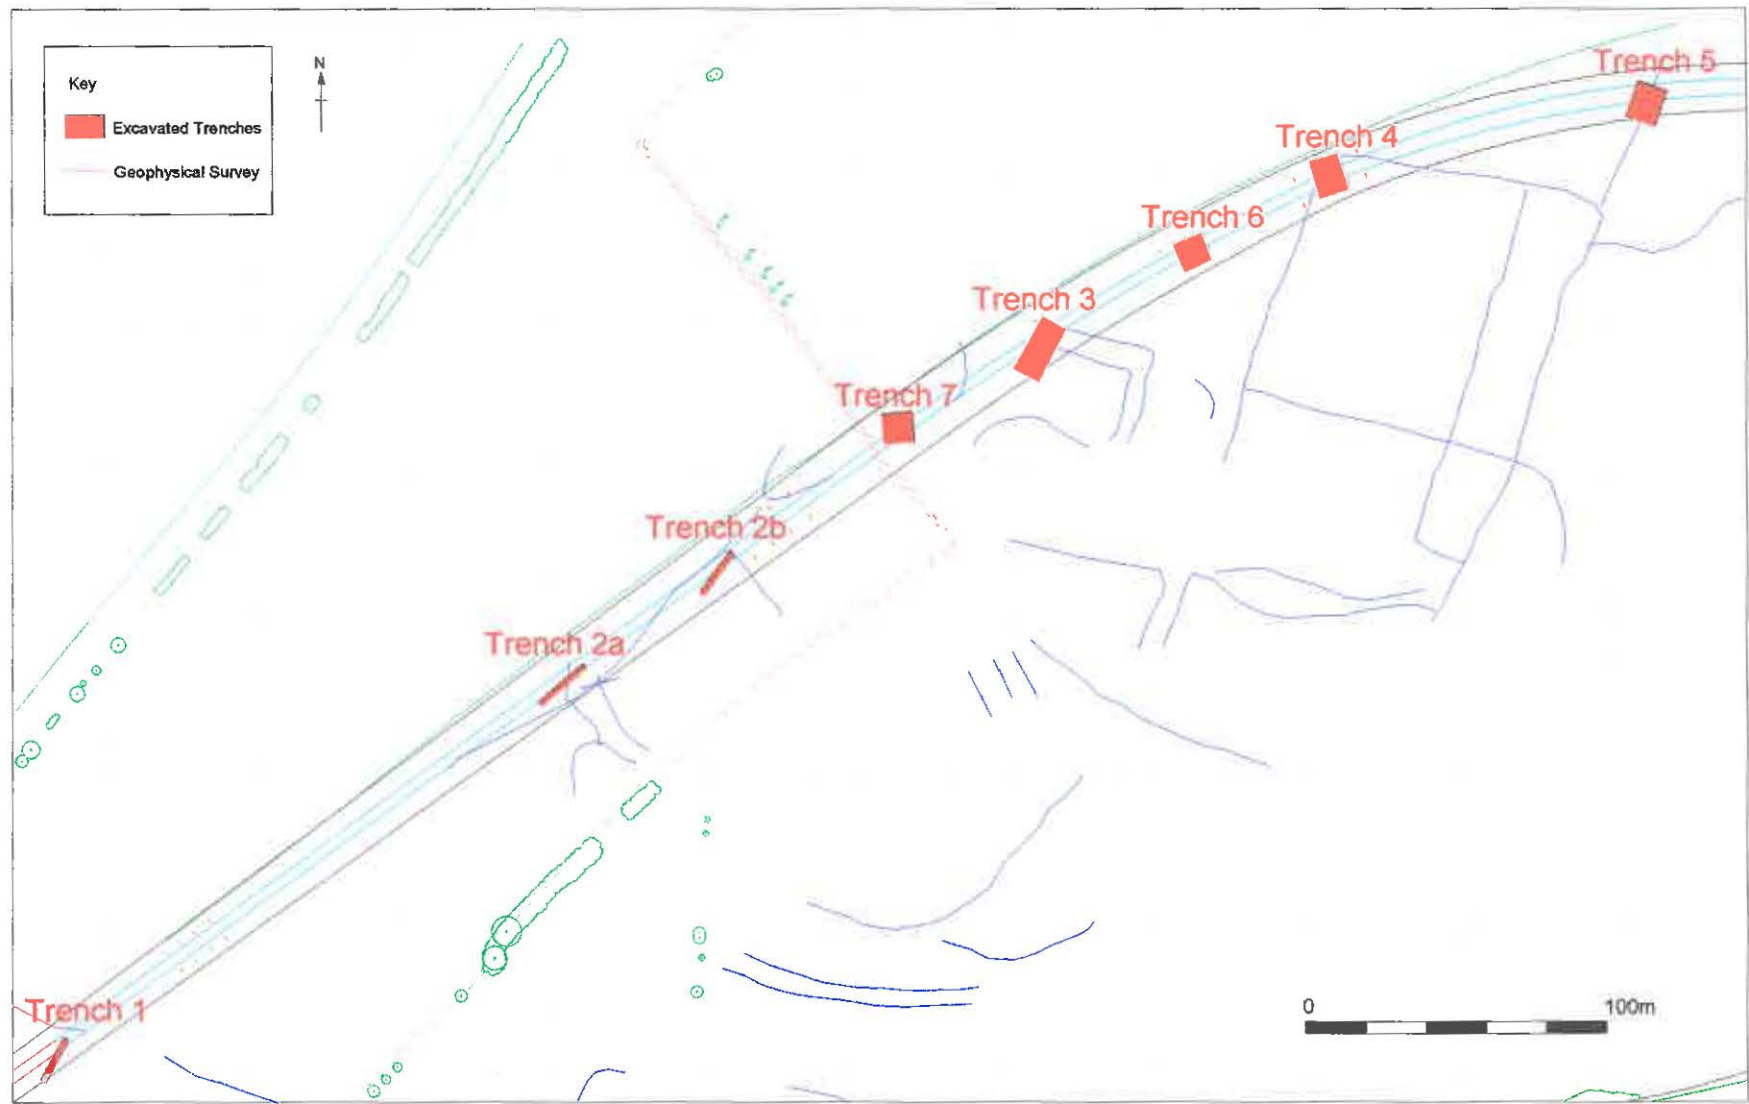 Key
Excavated Trenches
Geophysical Survey
N
Trench 5
Trench 4
Trench 6
Trench 3
Trench 7
Trench 2b
Trench 2a
Trench 1
0 100m